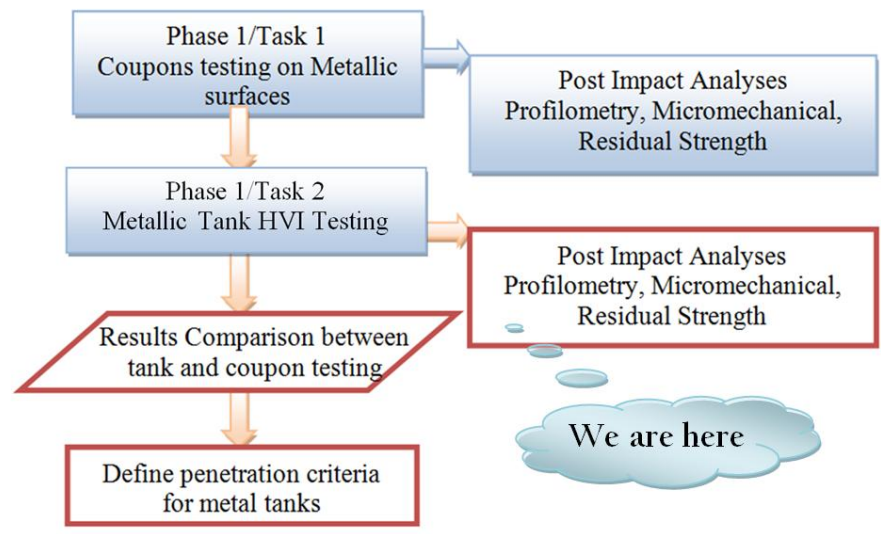 Phase 1/Task 1
Coupons testing on Metallic
surfaces
Post Impact Analyses
Profilometry, Micromechanical,
Residual Strength
Phase 1/Task 2
Metallic Tank HVI Testing
Post Impact Analyses
Profilometry, Micromechanical,
Residual Strength
Results Comparison between
tank and coupon testing
We are here
Define penetration criteria
for metal tanks